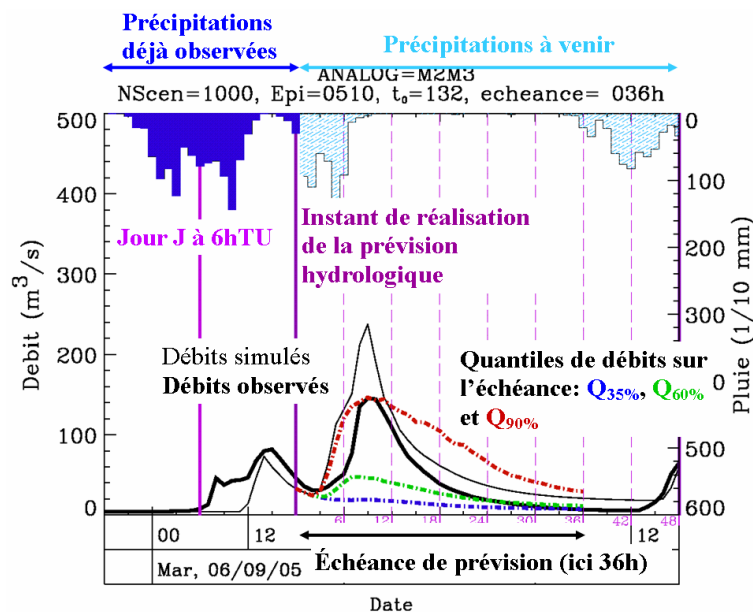 Précipitations
déjà observées
Précipitations à venir
ANALOG=M2M3
NScen=1000, Epi=0510, t₀=132, echeance= 036h
500
400
300
200
100
0
Debit (m³/s)
0
100
200
300
0
500
600
Pluie (1/10 mm)
Jour J à 6hTU
Instant de réalisation
de la prévision
hydrologique
Débits simulés
Débits observés
Quantiles de débits sur
l'échéance: Q35%, Q60%
et Q90%
6 12 18 24 30 36 42 48
00 12 12
Échéance de prévision (ici 36h)
Mar, 06/09/05
Date